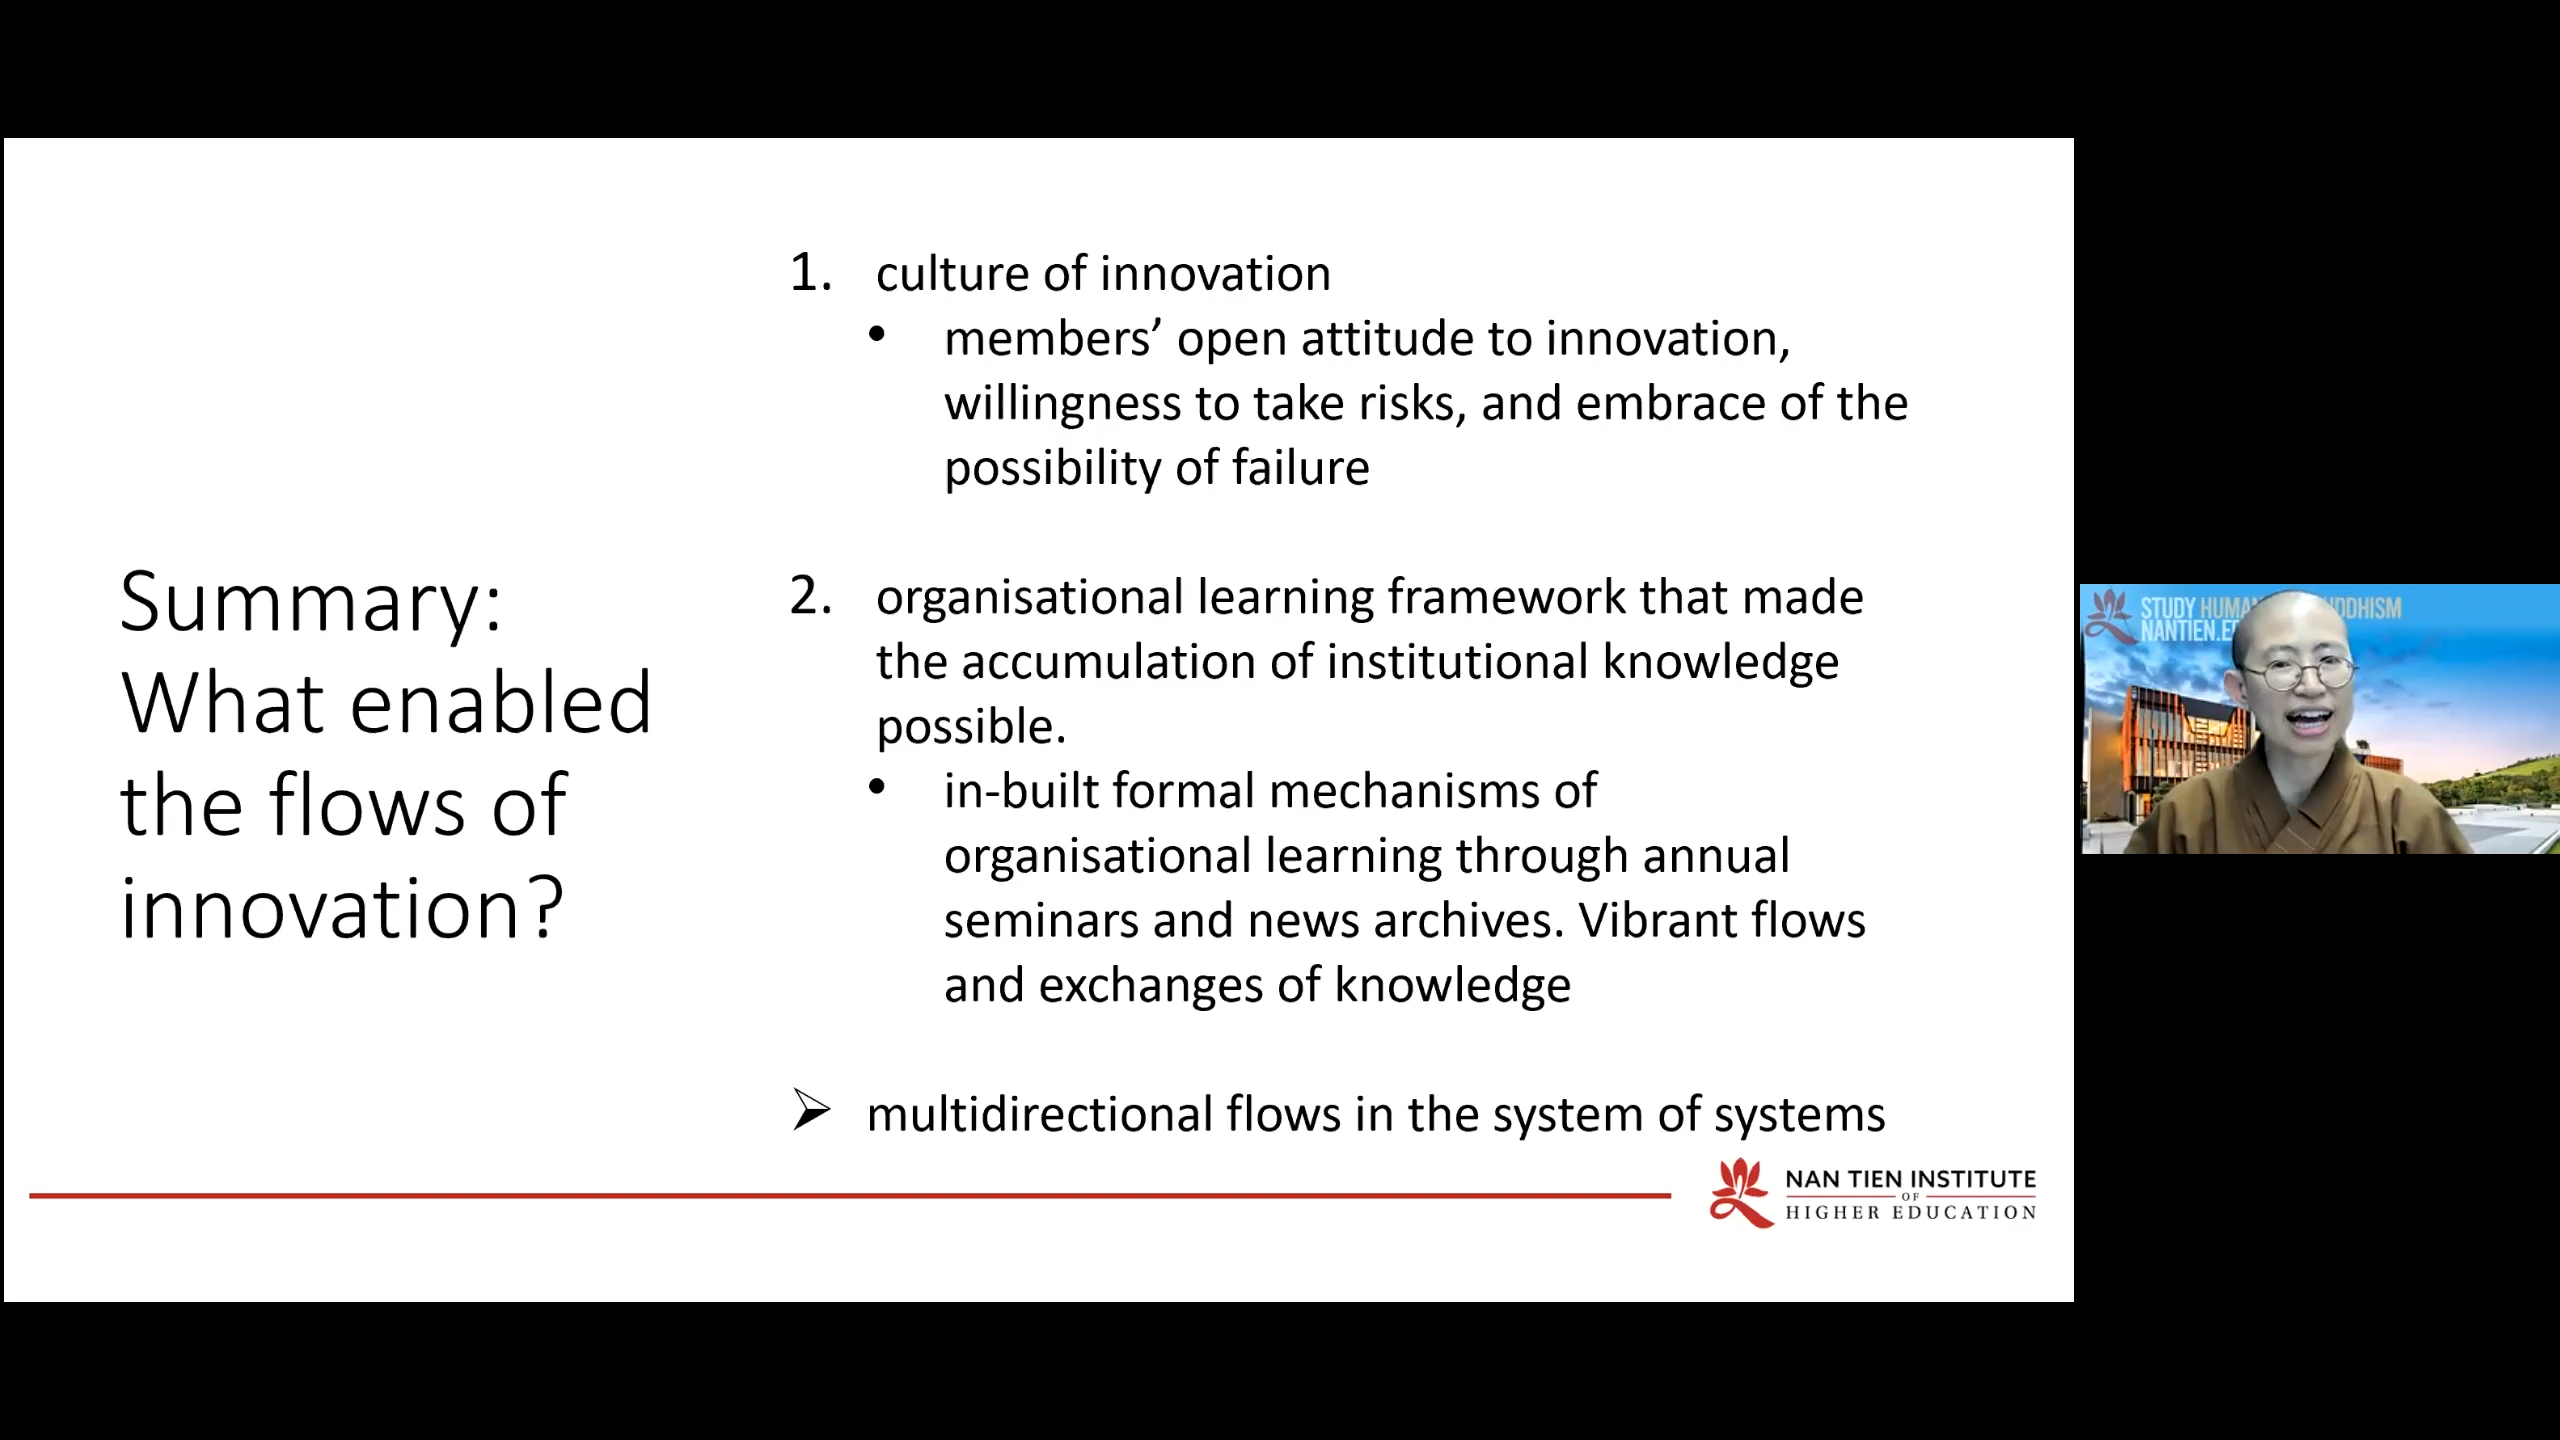 Summary:
What enabled
the flows of
innovation?
1. culture of innovation
• members’ open attitude to innovation,
willingness to take risks, and embrace of the
possibility of failure
2. organisational learning framework that made
the accumulation of institutional knowledge
possible.
• in-built formal mechanisms of
organisational learning through annual
seminars and news archives. Vibrant flows
and exchanges of knowledge
➢ multidirectional flows in the system of systems
NAN TIEN INSTITUTE
OF
HIGHER EDUCATION
STUDY